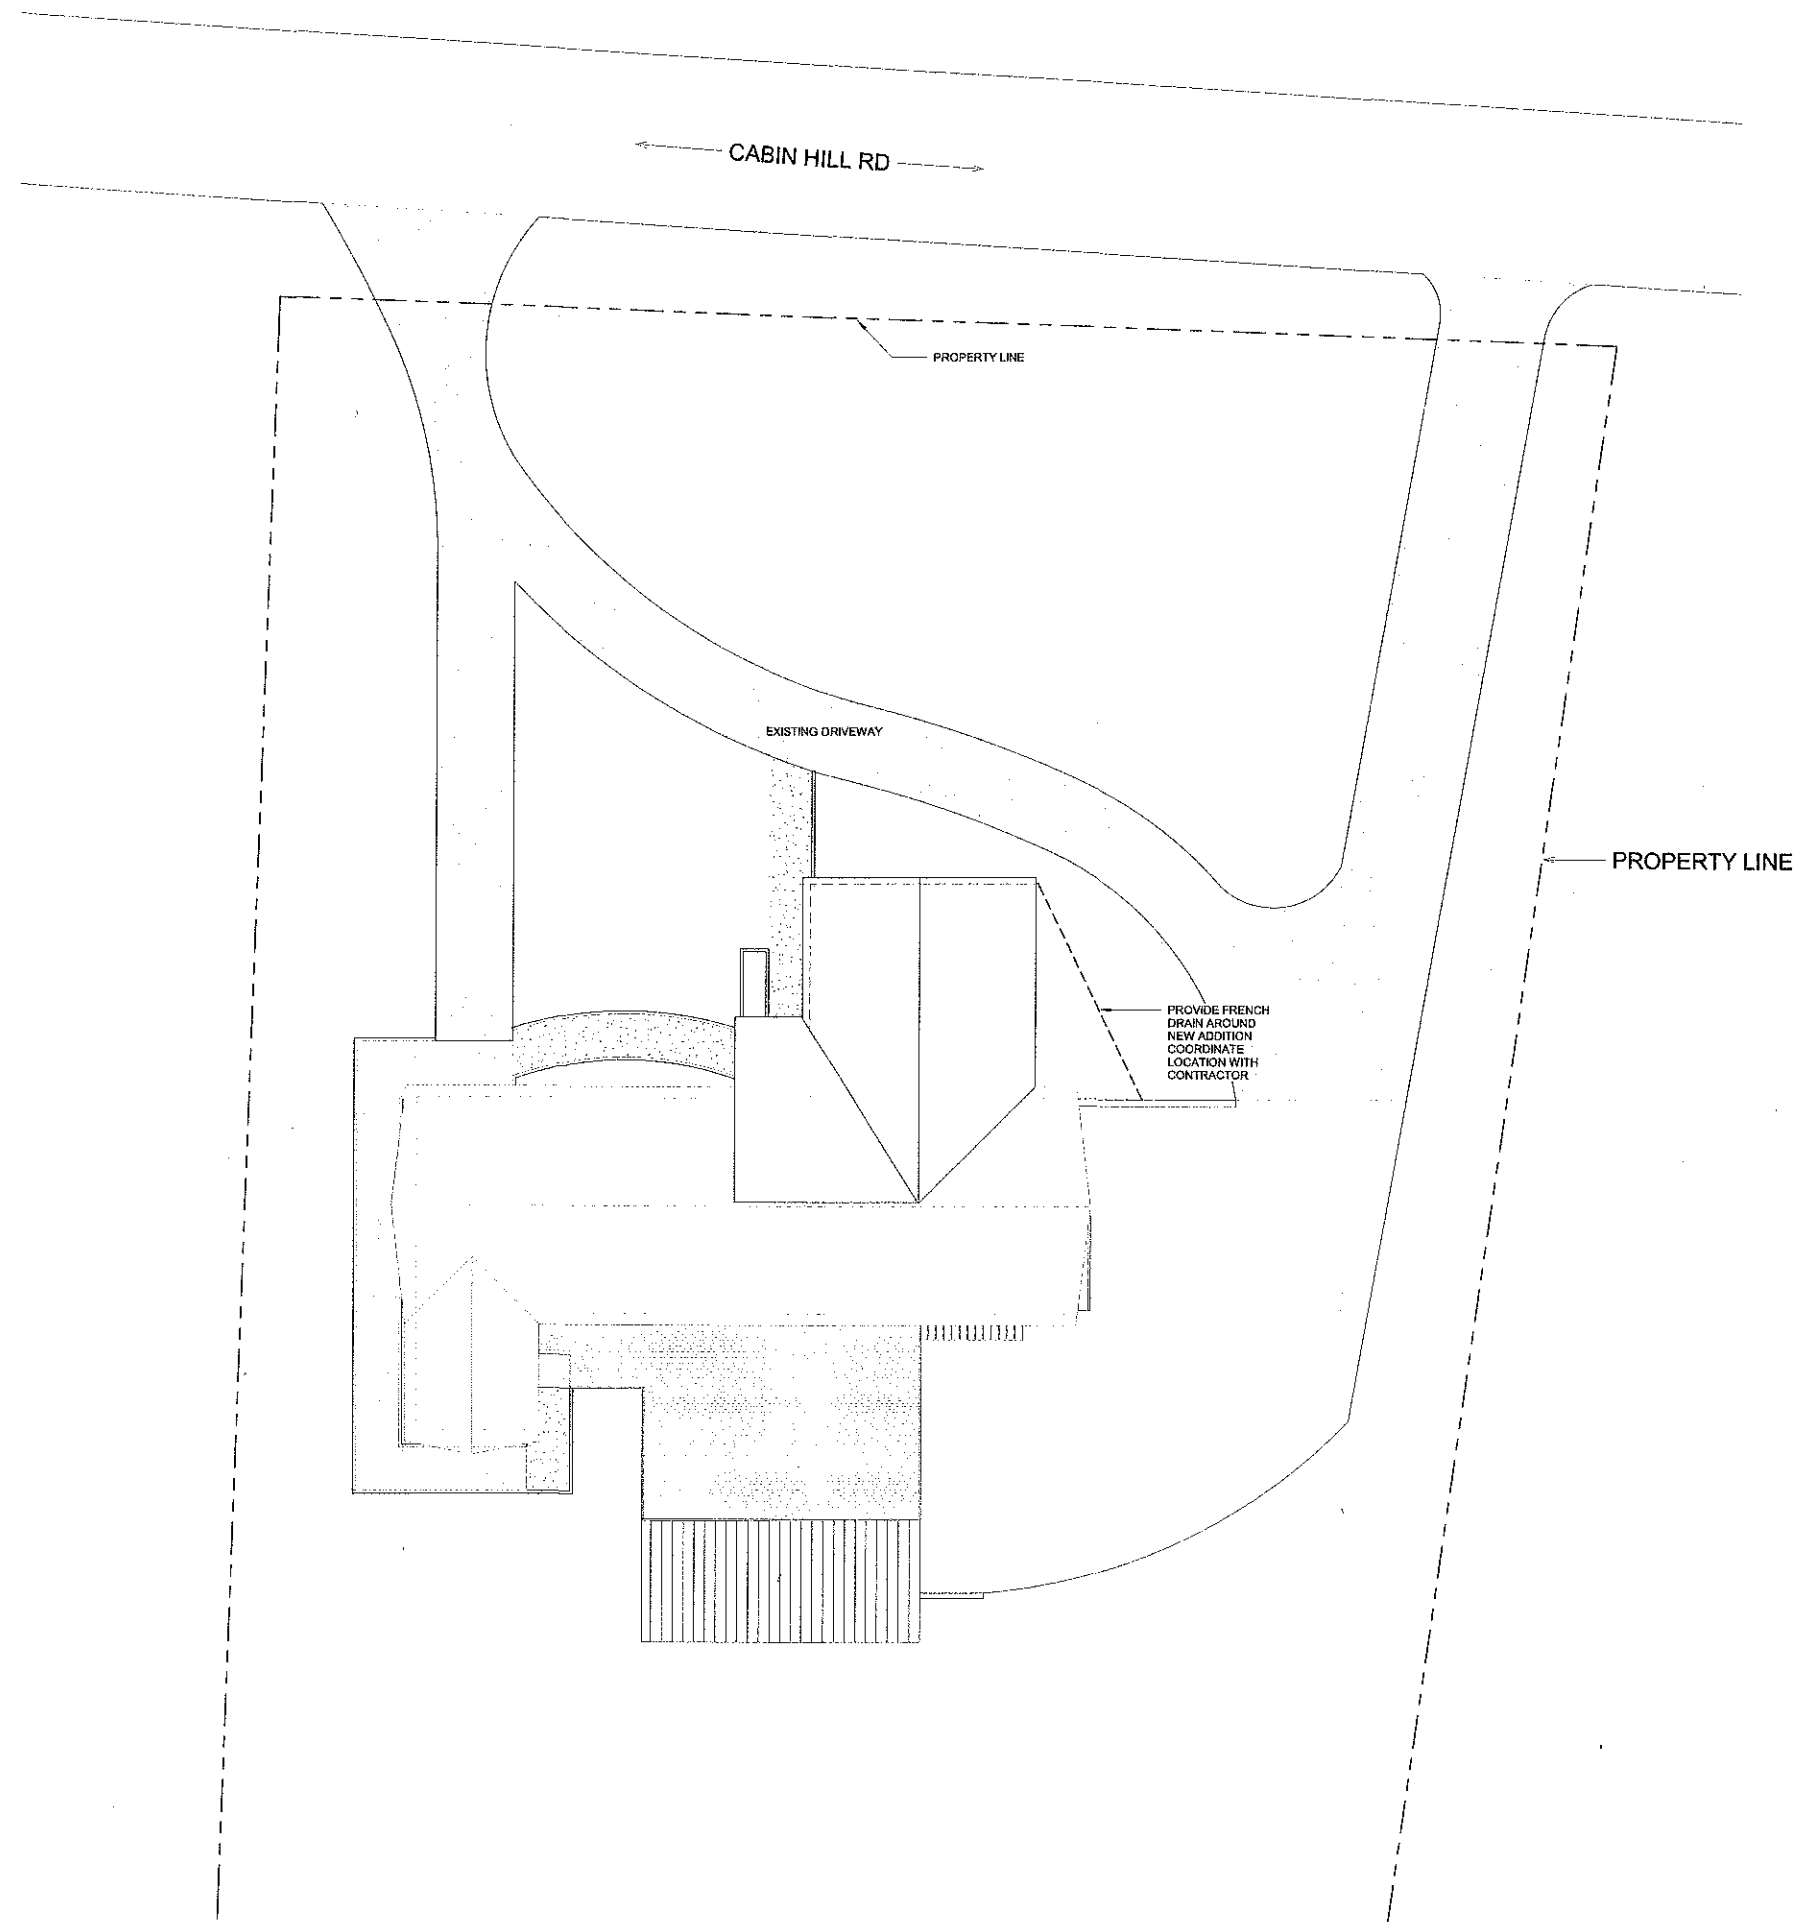 CABIN HILL RD
PROPERTY LINE
EXISTING DRIVEWAY
PROPERTY LINE
PROVIDE FRENCH
DRAIN AROUND
NEW ADDITION
COORDINATE
LOCATION WITH
CONTRACTOR